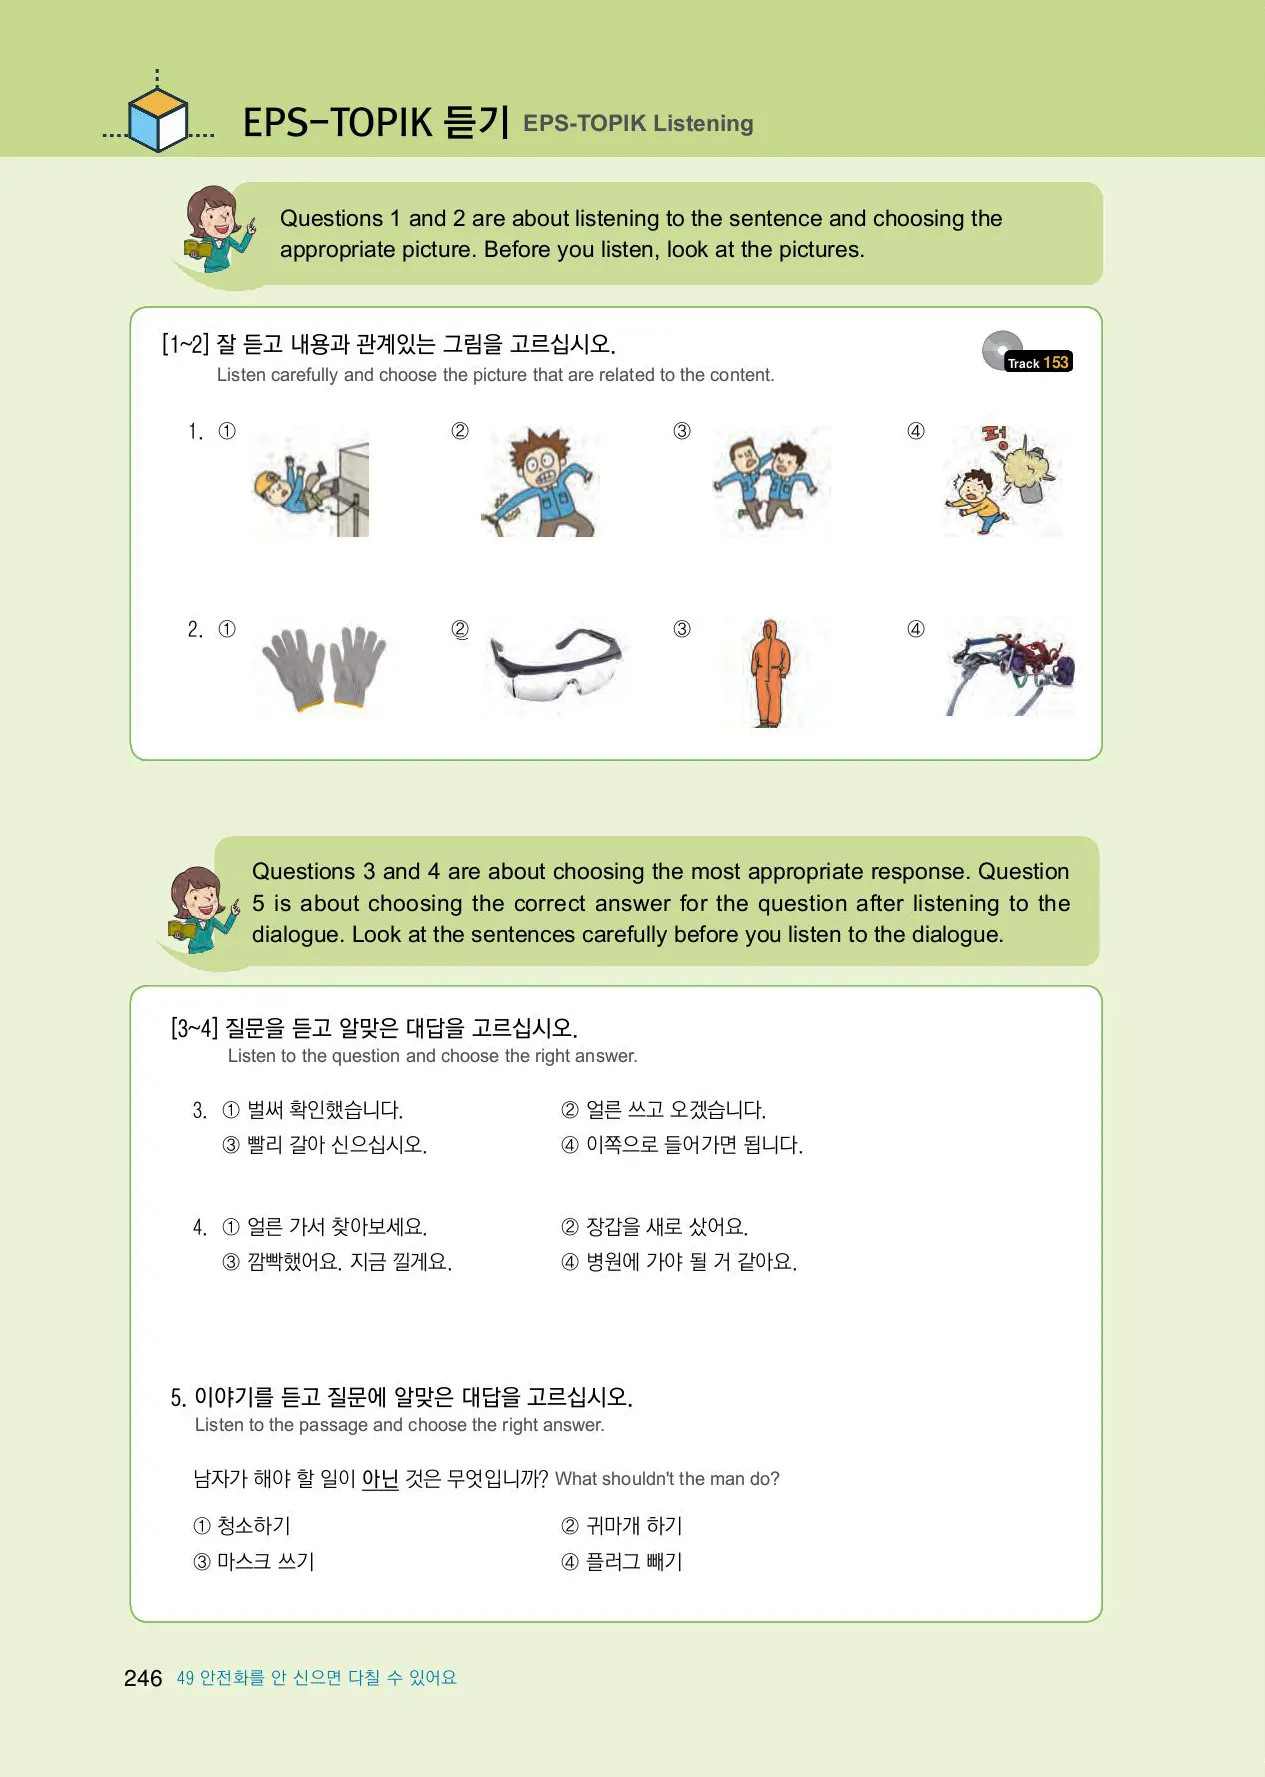 EPS-TOPIK 듣기 EPS-TOPIK Listening
Questions 1 and 2 are about listening to the sentence and choosing the
appropriate picture. Before you listen, look at the pictures.
[1~2] 잘 듣고 내용과 관계있는 그림을 고르십시오.
Track 153
Listen carefully and choose the picture that are related to the content.
1. ① ② ③ ④
펑
2. ① ② ③ ④
Questions 3 and 4 are about choosing the most appropriate response. Question
5 is about choosing the correct answer for the question after listening to the
dialogue. Look at the sentences carefully before you listen to the dialogue.
[3~4] 질문을 듣고 알맞은 대답을 고르십시오.
Listen to the question and choose the right answer.
3. ① 벌써 확인했습니다. ② 얼른 쓰고 오겠습니다.
③ 빨리 갈아 신으십시오. ④ 이쪽으로 들어가면 됩니다.
4. ① 얼른 가서 찾아보세요. ② 장갑을 새로 샀어요.
③ 깜빡했어요. 지금 낄게요. ④ 병원에 가야 될 거 같아요.
5. 이야기를 듣고 질문에 알맞은 대답을 고르십시오.
Listen to the passage and choose the right answer.
남자가 해야 할 일이 아닌 것은 무엇입니까? What shouldn't the man do?
① 청소하기 ② 귀마개 하기
③ 마스크 쓰기 ④ 플러그 빼기
246 49 안전화를 안 신으면 다칠 수 있어요